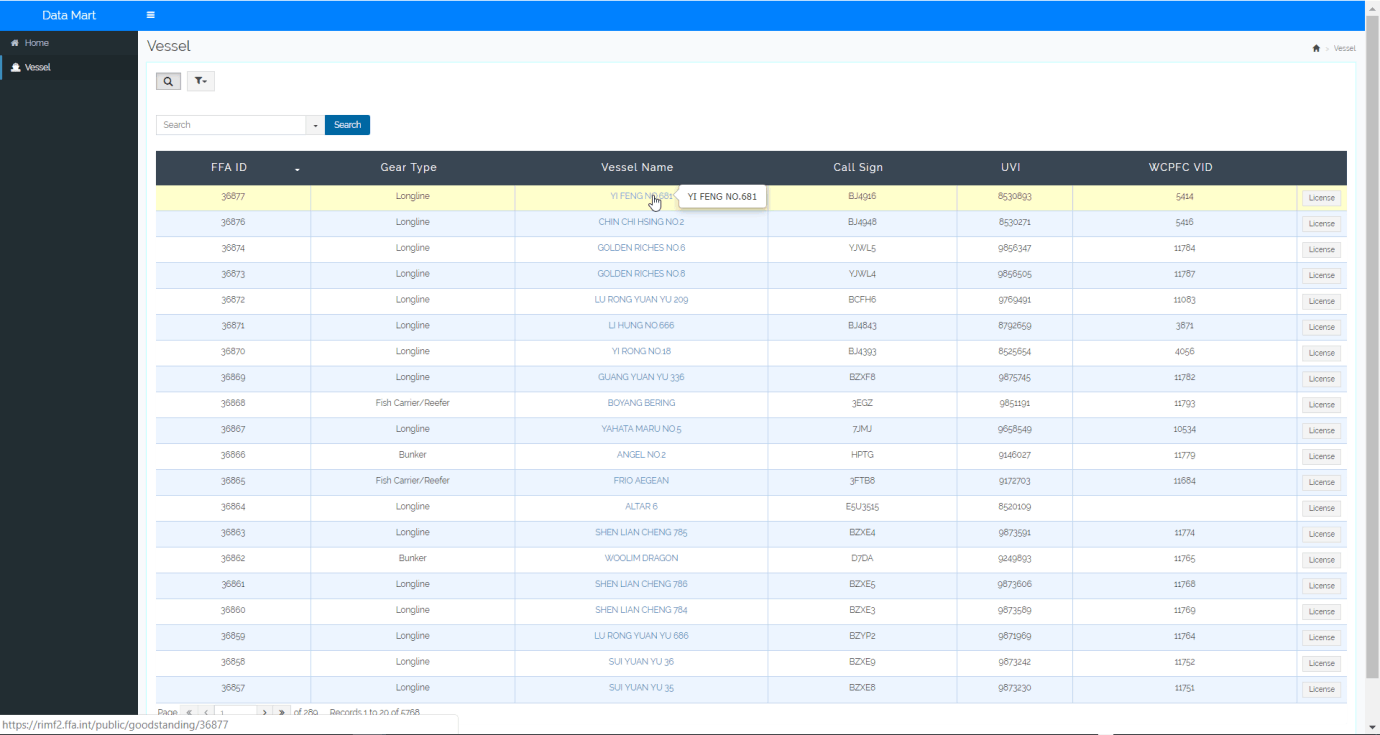 Data Mart
Home
Vessel
Vessel
Vessel
Search
Search
FFA ID Gear Type Vessel Name Call Sign UVI WCPFC VID
36877 Longline YI FENG NO.681 YI FENG NO.681 BJ4916 8530893 5414 License
36876 Longline CHIN CHI HSING NO.2 BJ4948 8530271 5416 License
36874 Longline GOLDEN RICHES NO.6 YJWL5 9856347 11784 License
36873 Longline GOLDEN RICHES NO.8 YJWL4 9856505 11787 License
36872 Longline LU RONG YUAN YU 209 BCFH6 9769491 11083 License
36871 Longline LI HUNG NO.666 BJ4843 8792659 3871 License
36870 Longline YI RONG NO.18 BJ4393 8525654 4056 License
36869 Longline GUANG YUAN YU 336 BZXF8 9875745 11782 License
36868 Fish Carrier/Reefer BOYANG BERING 3EGZ 9851191 11793 License
36867 Longline YAHATA MARU NO.5 7JMJ 9658549 10534 License
36866 Bunker ANGEL NO.2 HPTG 9146027 11779 License
36865 Fish Carrier/Reefer FRIO AEGEAN 3FTB8 9172703 11684 License
36864 Longline ALTAR 6 E5U3515 8520109 License
36863 Longline SHEN LIAN CHENG 785 BZXE4 9873591 11774 License
36862 Bunker WOOLIM DRAGON D7DA 9249893 11765 License
36861 Longline SHEN LIAN CHENG 786 BZXE5 9873606 11768 License
36860 Longline SHEN LIAN CHENG 784 BZXE3 9873589 11769 License
36859 Longline LU RONG YUAN YU 686 BZYP2 9871969 11764 License
36858 Longline SUI YUAN YU 36 BZXE9 9873242 11752 License
36857 Longline SUI YUAN YU 35 BZXE8 9873230 11751 License
Page « ‹ 1 › » of 289 Records 1 to 20 of 5768
https://rimf2.ffa.int/public/goodstanding/36877